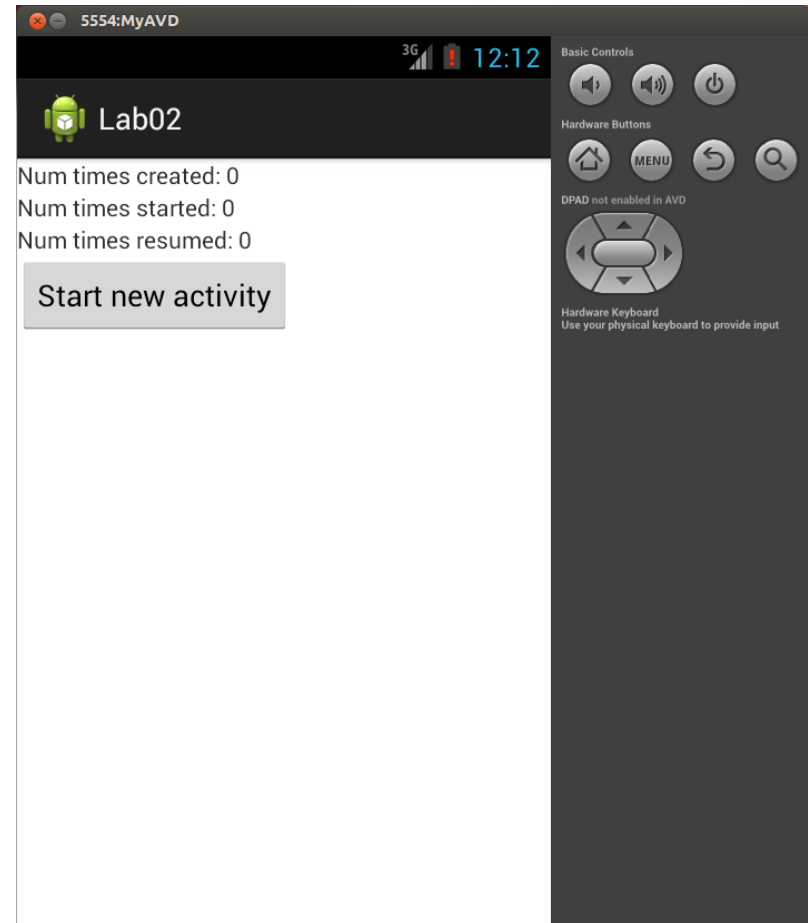 5554:MyAVD
3G 12:12
Lab02
Num times created: 0
Num times started: 0
Num times resumed: 0
Start new activity
Basic Controls
Hardware Buttons
MENU
DPAD not enabled in AVD
Hardware Keyboard
Use your physical keyboard to provide input